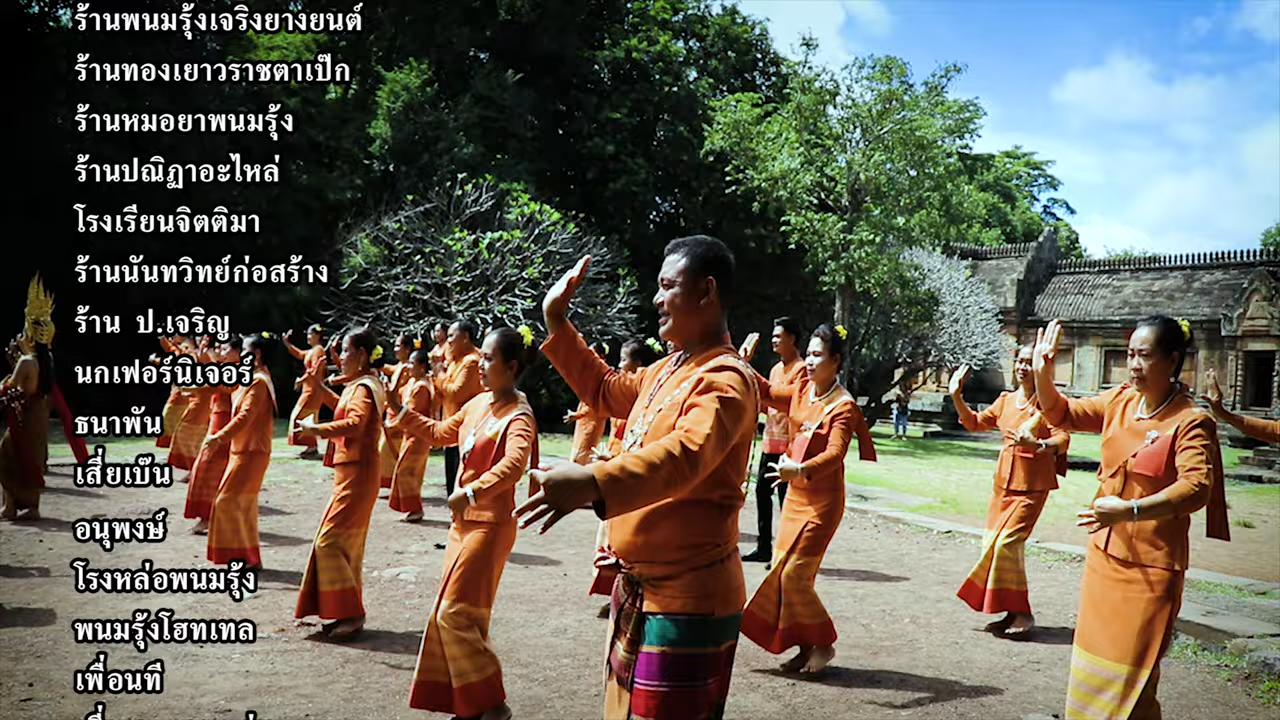 ร้านพนมรุ้งเจริงยางยนต์
ร้านทองเยาวราชตาเป๊ก
ร้านหมอยาพนมรุ้ง
ร้านปณิฏาอะไหล่
โรงเรียนจิตติมา
ร้านนันทวิทย์ก่อสร้าง
ร้าน ป.เจริญ
นกเฟอร์นิเจอร์
ธนาพัน
เสี่ยเบ๊น
อนุพงษ์
โรงหล่อพนมรุ้ง
พนมรุ้งโฮทเทล
เพื่อนที